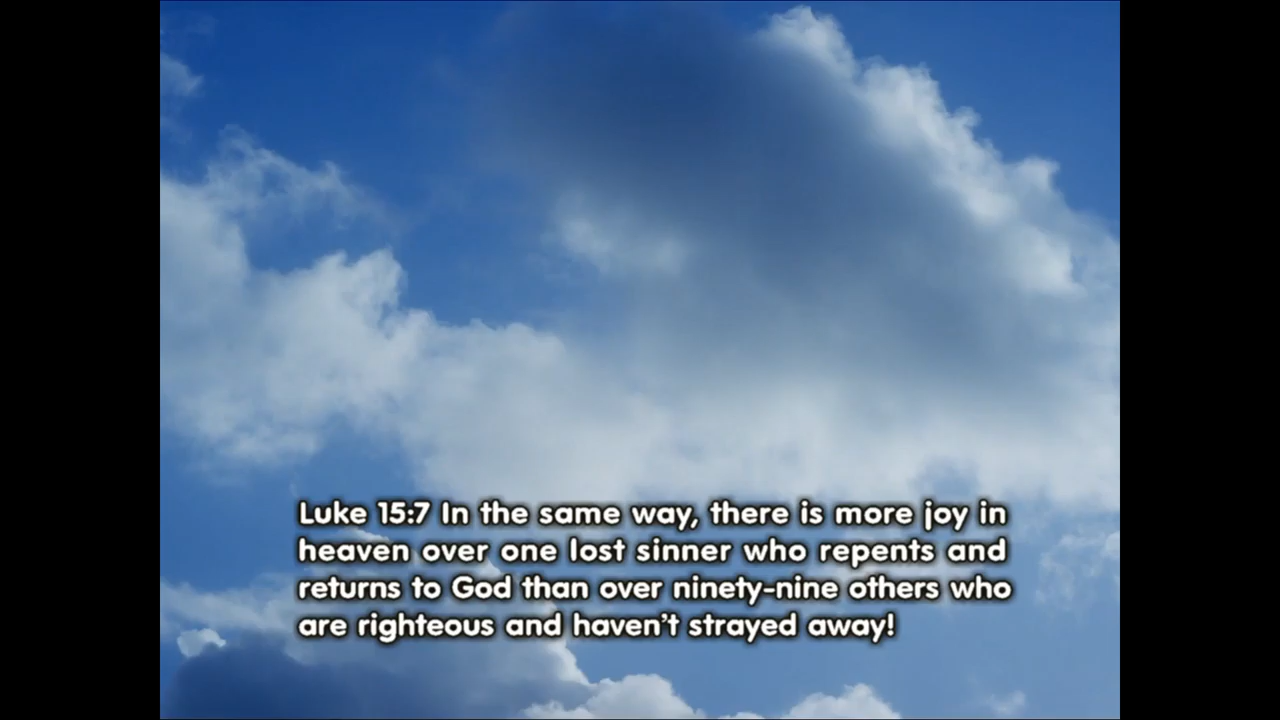 Luke 15:7 In the same way, there is more joy in
heaven over one lost sinner who repents and
returns to God than over ninety-nine others who
are righteous and haven't strayed away!